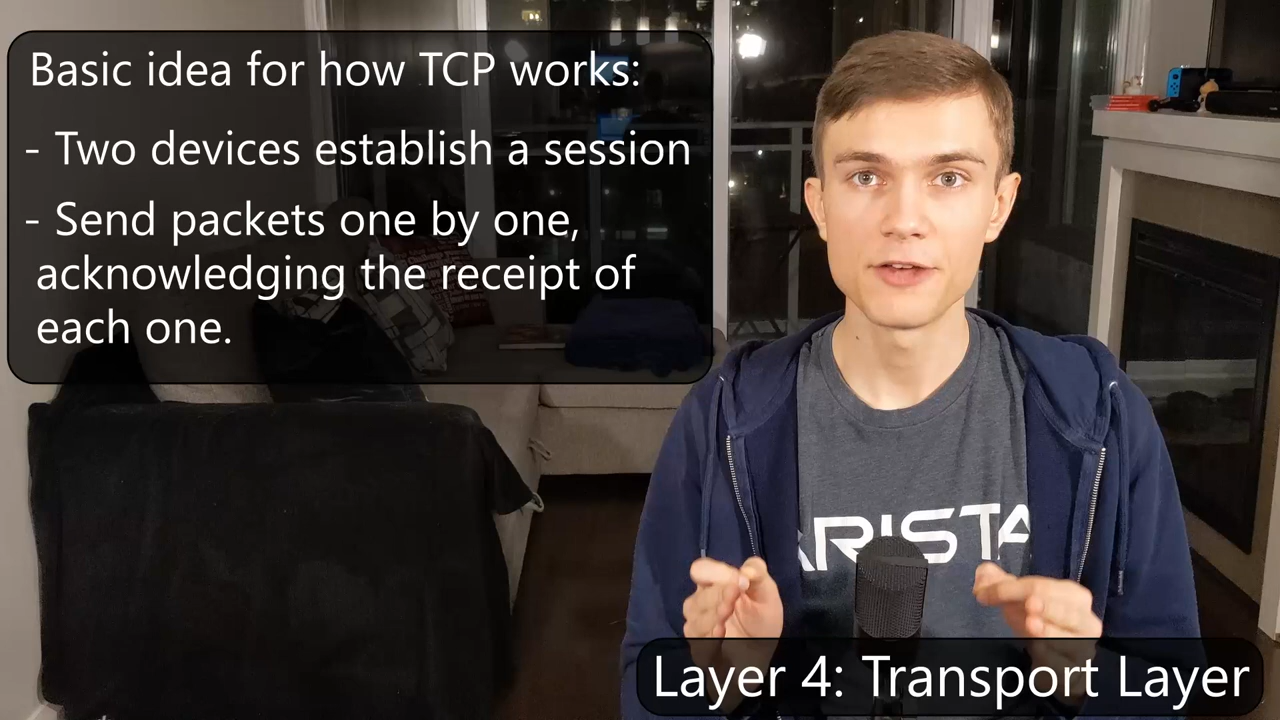 Basic idea for how TCP works:
- Two devices establish a session
- Send packets one by one,
acknowledging the receipt of
each one.
ARISTA
Layer 4: Transport Layer